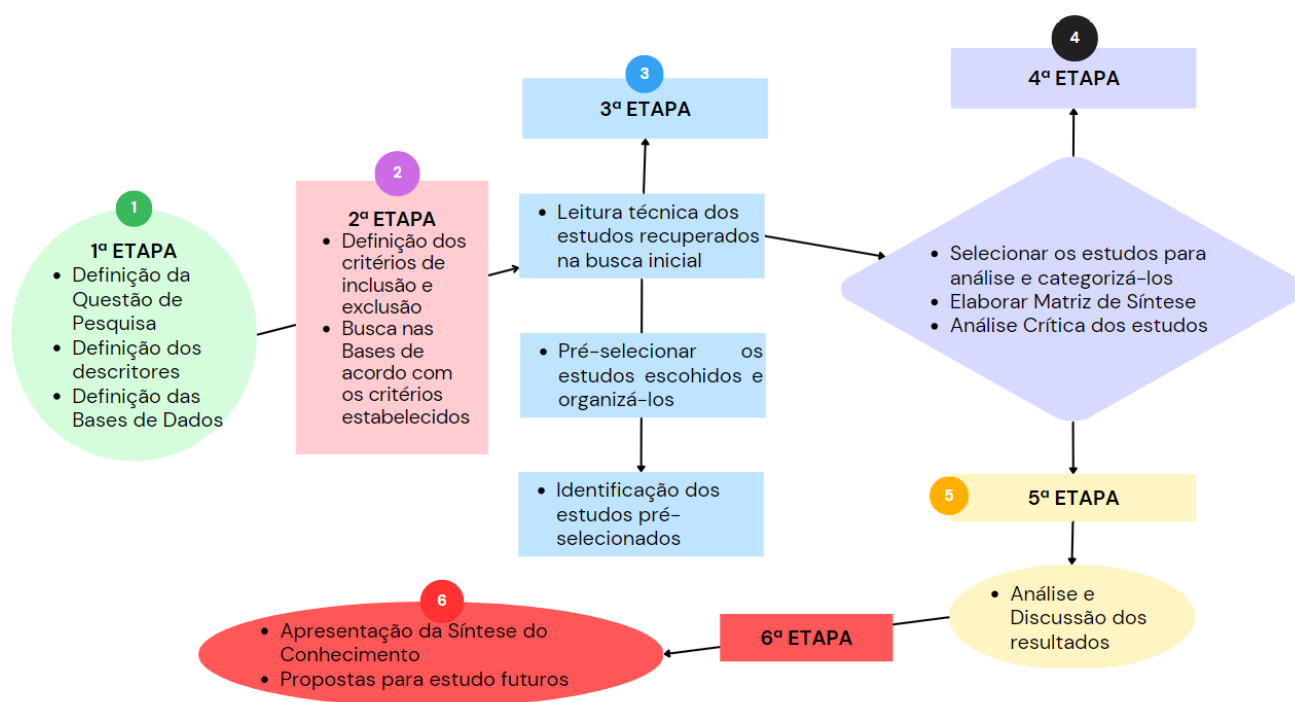 1
1ª ETAPA
• Definição da
Questão de
Pesquisa
• Definição dos
descritores
• Definição das
Bases de Dados
2
2ª ETAPA
• Definição dos
critérios de
inclusão e
exclusão
• Busca nas
Bases de
acordo com
os critérios
estabelecidos
3
3ª ETAPA
• Leitura técnica dos
estudos recuperados
na busca inicial
• Pré-selecionar os
estudos escohidos e
organizá-los
• Identificação dos
estudos pré-
selecionados
4
4ª ETAPA
• Selecionar os estudos para
análise e categorizá-los
• Elaborar Matriz de Síntese
• Análise Crítica dos estudos
5
5ª ETAPA
• Análise e
Discussão dos
resultados
6ª ETAPA
6
• Apresentação da Síntese do
Conhecimento
• Propostas para estudo futuros